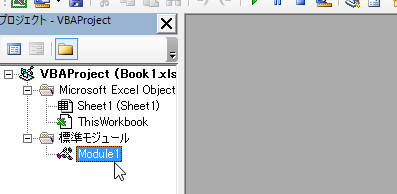 プロジェクト - VBAProject
VBAProject (Book1.xls
Microsoft Excel Object
Sheet1 (Sheet1)
ThisWorkbook
標準モジュール
Module1